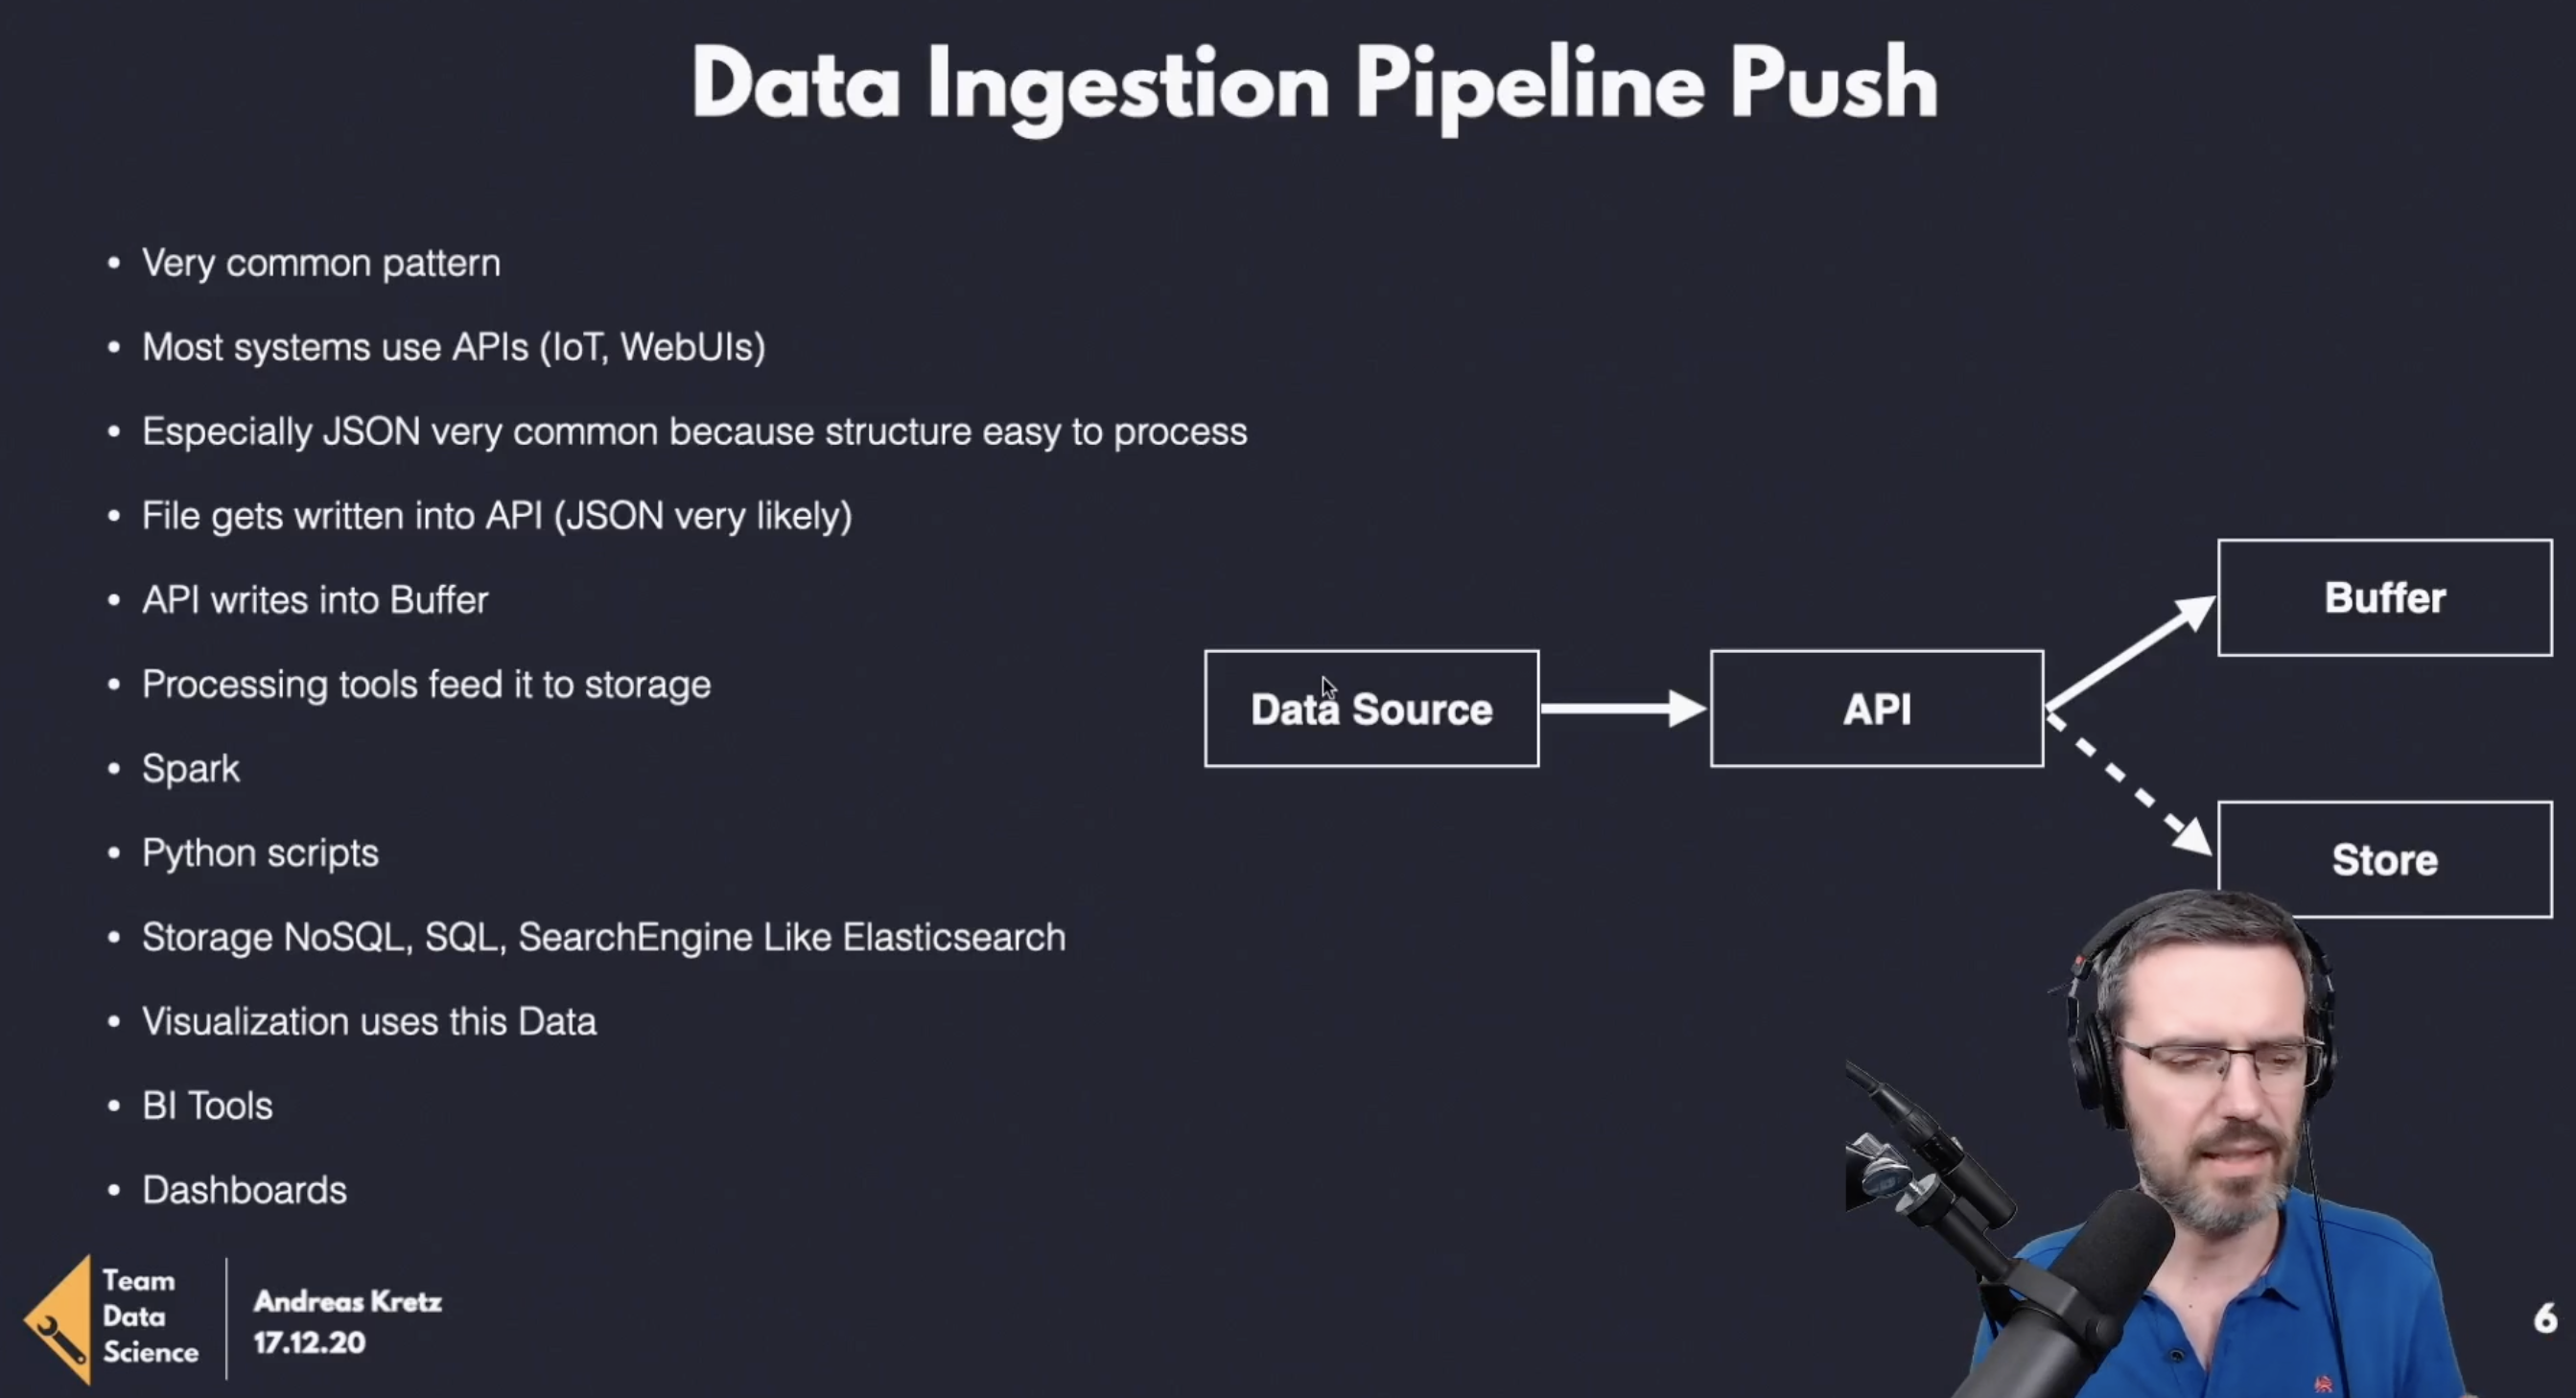 Data Ingestion Pipeline Push
• Very common pattern
• Most systems use APIs (IoT, WebUIs)
• Especially JSON very common because structure easy to process
• File gets written into API (JSON very likely)
• API writes into Buffer
• Processing tools feed it to storage
• Spark
• Python scripts
• Storage NoSQL, SQL, SearchEngine Like Elasticsearch
• Visualization uses this Data
• BI Tools
• Dashboards
Data Source
API
Buffer
Store
Team
Data
Science
Andreas Kretz
17.12.20
6